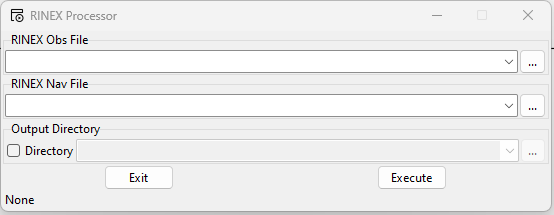 RINEX Processor
RINEX Obs File
...
RINEX Nav File
...
Output Directory
Directory
...
Exit Execute
None